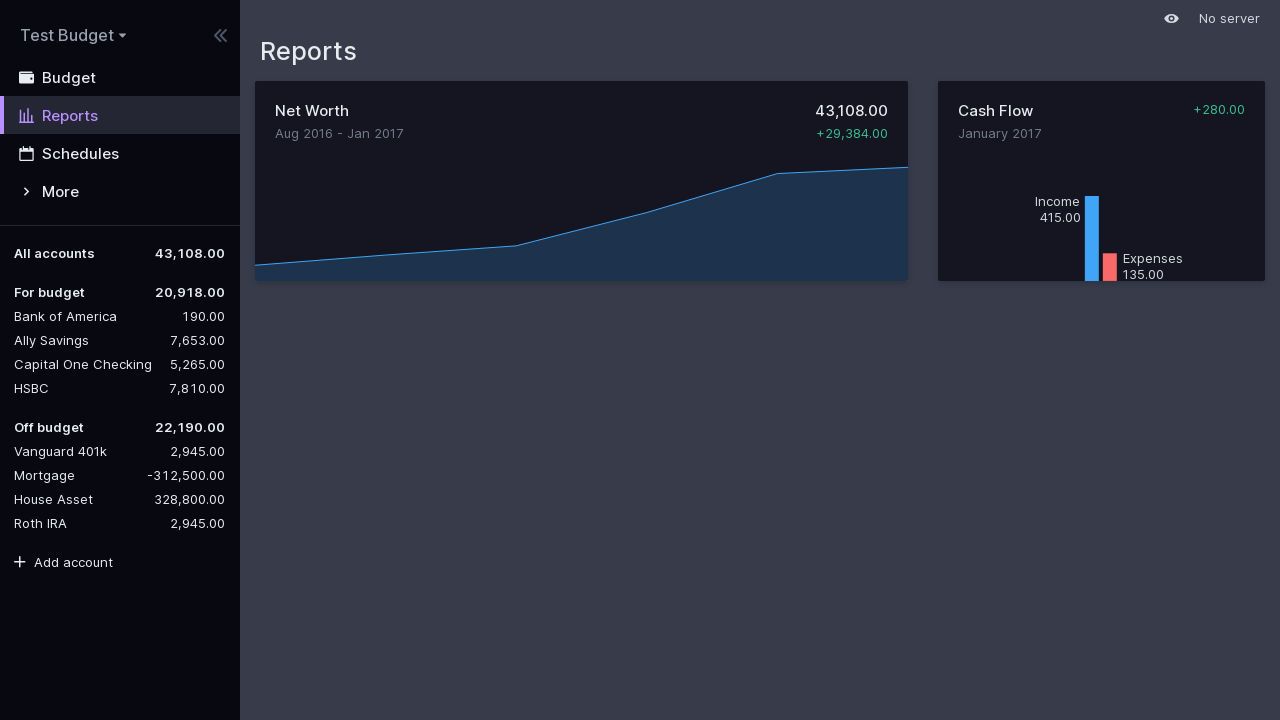 Test Budget
Budget
Reports
Schedules
More
All accounts 43,108.00
For budget 20,918.00
Bank of America 190.00
Ally Savings 7,653.00
Capital One Checking 5,265.00
HSBC 7,810.00
Off budget 22,190.00
Vanguard 401k 2,945.00
Mortgage -312,500.00
House Asset 328,800.00
Roth IRA 2,945.00
Add account
No server
Reports
Net Worth 43,108.00
Aug 2016 - Jan 2017 +29,384.00
Cash Flow +280.00
January 2017
Income
415.00
Expenses
135.00